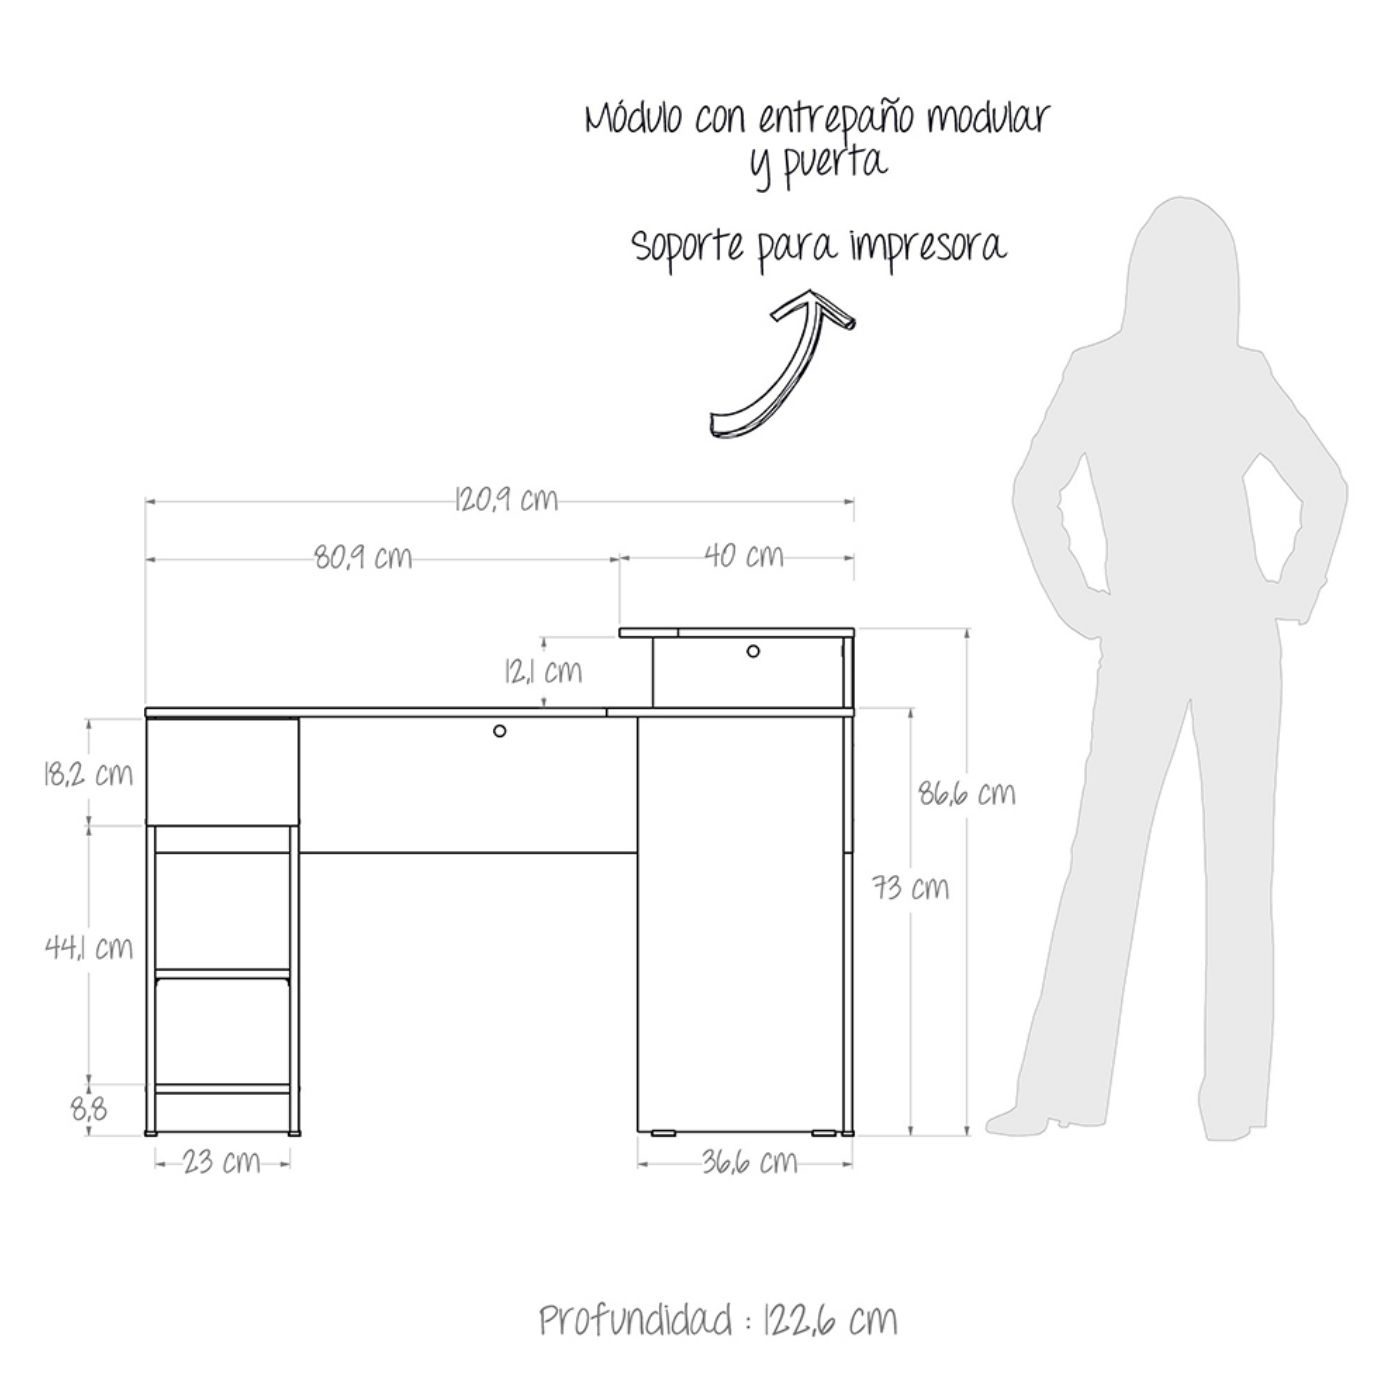 Módulo con entrepaño modular
y puerta
Soporte para impresora
120,9 cm
80,9 cm
40 cm
12,1 cm
18,2 cm
86,6 cm
73 cm
44,1 cm
8,8
23 cm
36,6 cm
Profundidad : 122,6 cm